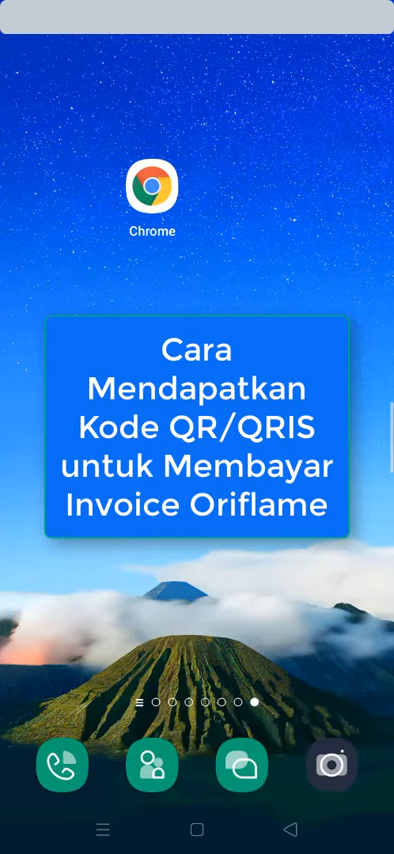 Chrome
Cara
Mendapatkan
Kode QR/QRIS
untuk Membayar
Invoice Oriflame